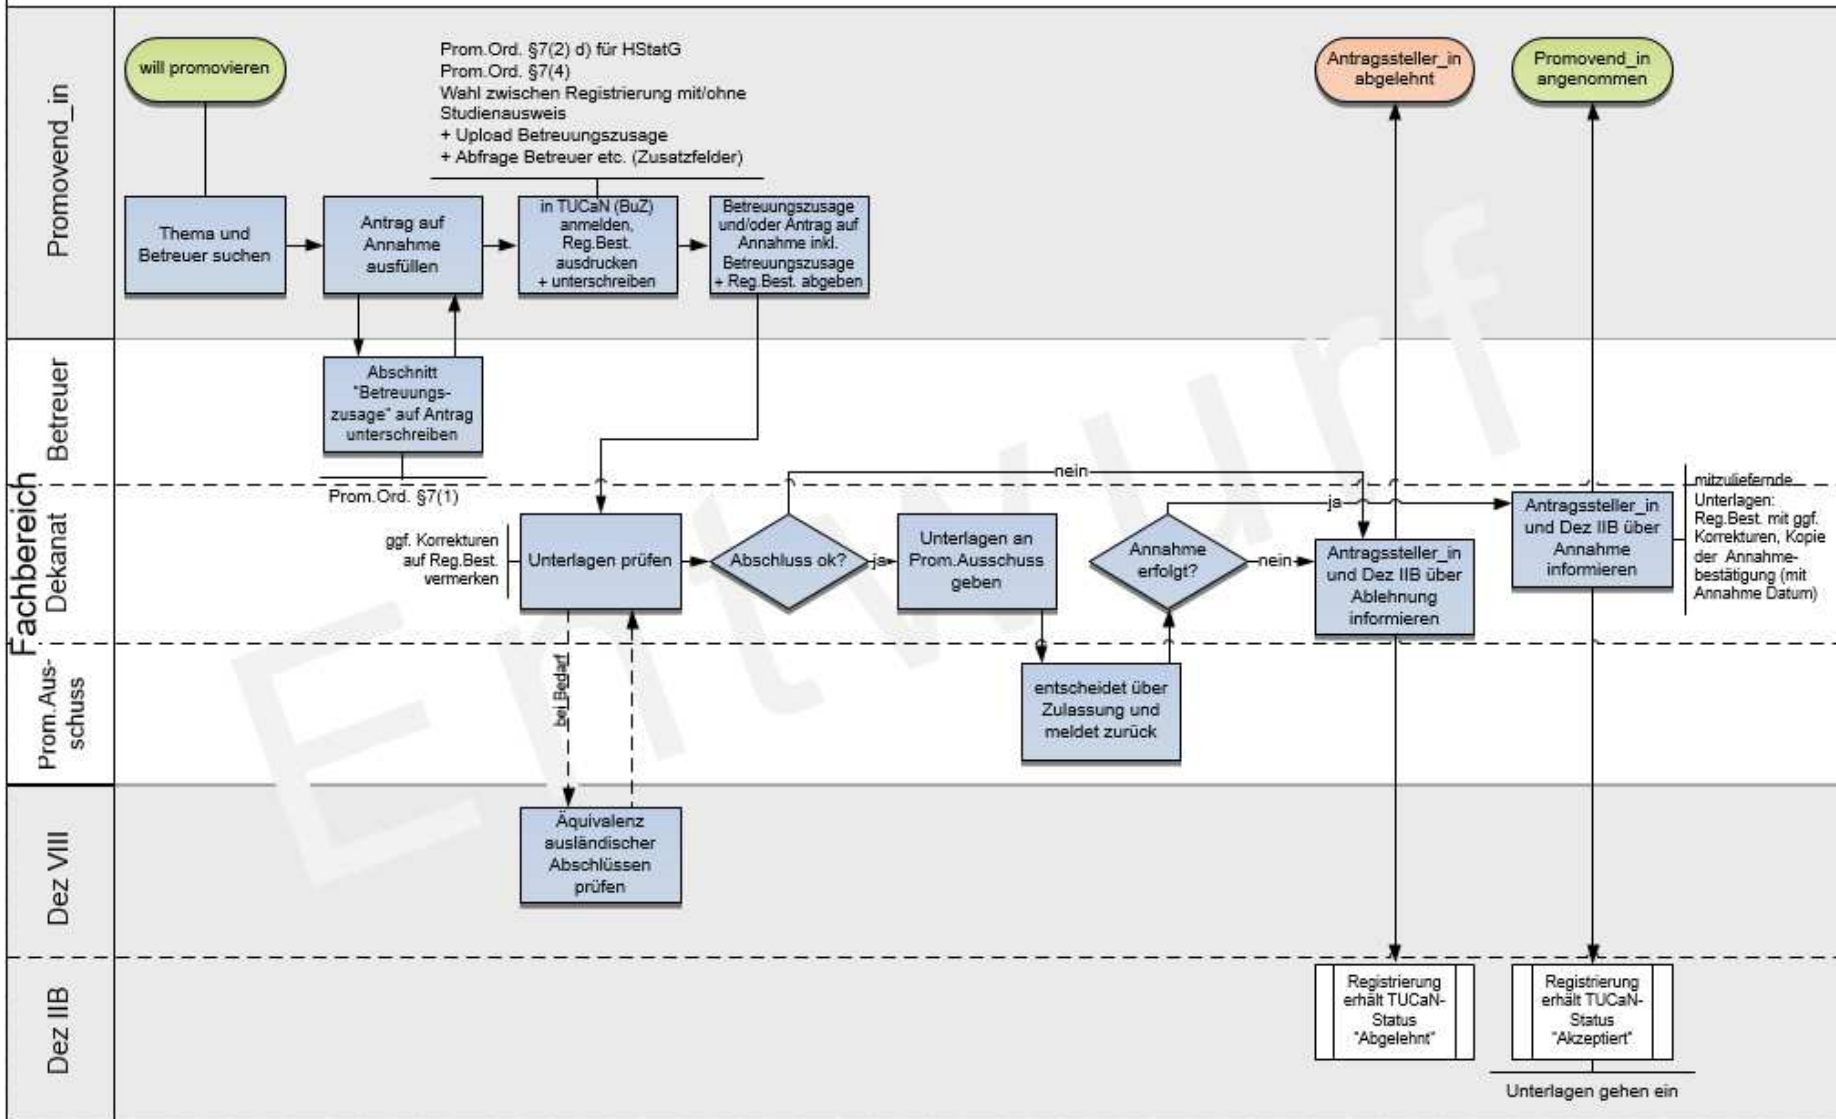 Promovend_in
will promovieren
Prom.Ord. §7(2) d) für HStatG
Prom.Ord. §7(4)
Wahl zwischen Registrierung mit/ohne
Studienausweis
+ Upload Betreuungszusage
+ Abfrage Betreuer etc. (Zusatzfelder)
Antragssteller_in
abgelehnt
Promovend_in
angenommen
Thema und
Betreuer suchen
Antrag auf
Annahme
ausfüllen
in TUCaN (BuZ)
anmelden,
Reg.Best.
ausdrucken
+ unterschreiben
Betreuungszusage
und/oder Antrag auf
Annahme inkl.
Betreuungszusage
+ Reg.Best. abgeben
Fachbereich
Betreuer
Abschnitt
"Betreuungs-
zusage" auf Antrag
unterschreiben
Prom.Ord. §7(1)
Dekanat
ggf. Korrekturen
auf Reg.Best.
vermerken
Unterlagen prüfen
Abschluss ok?
nein
ja
Unterlagen an
Prom.Ausschuss
geben
Annahme
erfolgt?
ja
nein
Antragssteller_in
und Dez IIB über
Ablehnung
informieren
Antragssteller_in
und Dez IIB über
Annahme
informieren
mitzuliefernde
Unterlagen:
Reg.Best. mit ggf.
Korrekturen, Kopie
der Annahme-
bestätigung (mit
Annahme Datum)
Prom.Aus-
schuss
bei Bedarf
entscheidet über
Zulassung und
meldet zurück
Dez VIII
Äquivalenz
ausländischer
Abschlüssen
prüfen
Dez IIB
Registrierung
erhält TUCaN-
Status
"Abgelehnt"
Registrierung
erhält TUCaN-
Status
"Akzeptiert"
Unterlagen gehen ein
Entwurf